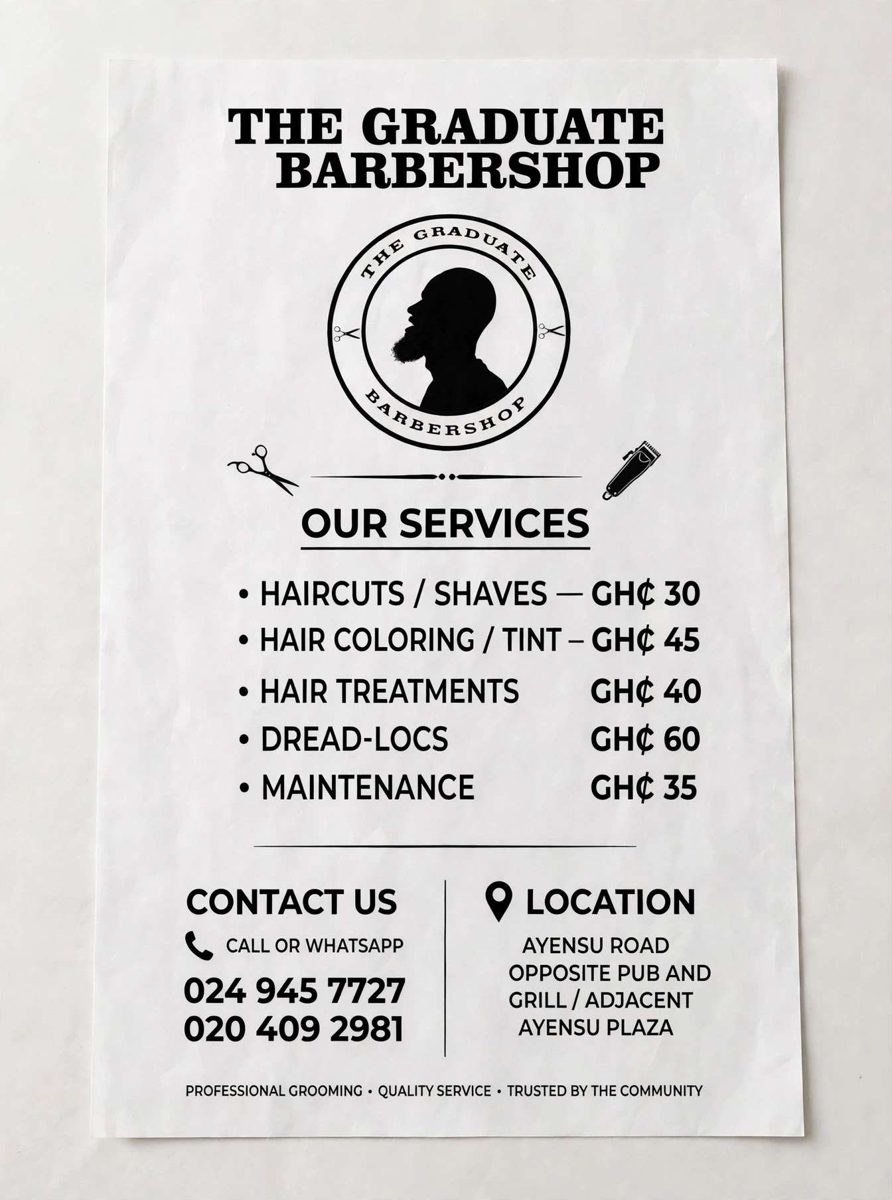 THE GRADUATE
BARBERSHOP
THE GRADUATE
BARBERSHOP
OUR SERVICES
• HAIRCUTS / SHAVES — GH₵ 30
• HAIR COLORING / TINT – GH₵ 45
• HAIR TREATMENTS GH₵ 40
• DREAD-LOCS GH₵ 60
• MAINTENANCE GH₵ 35
CONTACT US
CALL OR WHATSAPP
024 945 7727
020 409 2981
LOCATION
AYENSU ROAD
OPPOSITE PUB AND
GRILL / ADJACENT
AYENSU PLAZA
PROFESSIONAL GROOMING • QUALITY SERVICE • TRUSTED BY THE COMMUNITY